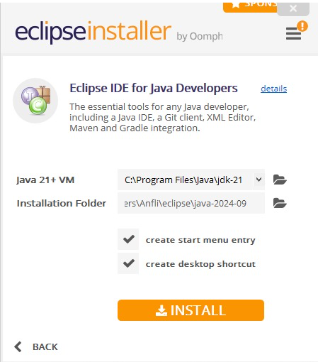 SPONS
eclipseinstaller by Oomph
Eclipse IDE for Java Developers details
The essential tools for any Java developer,
including a Java IDE, a Git client, XML Editor,
Maven and Gradle integration.
Java 21+ VM C:\Program Files\Java\jdk-21
Installation Folder ers\Anfli\eclipse\java-2024-09
create start menu entry
create desktop shortcut
INSTALL
BACK